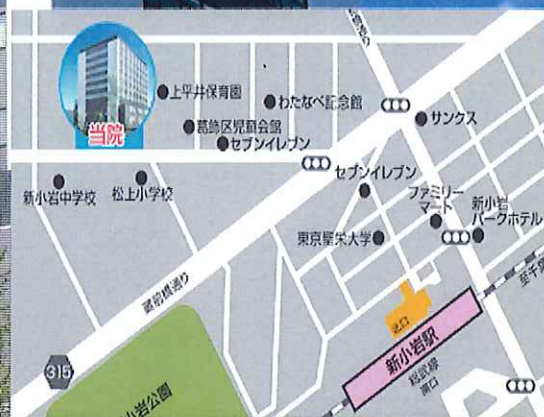 上平井保育園
わたなべ記念館
サンクス
葛飾区児童会館
セブンイレブン
当院
新小岩中学校
松上小学校
セブンイレブン
ファミリー
マート
新小岩
パークホテル
東京聖栄大学
蔵前橋通り
北口
新小岩駅
総武線
南口
至千葉
315
小岩公園